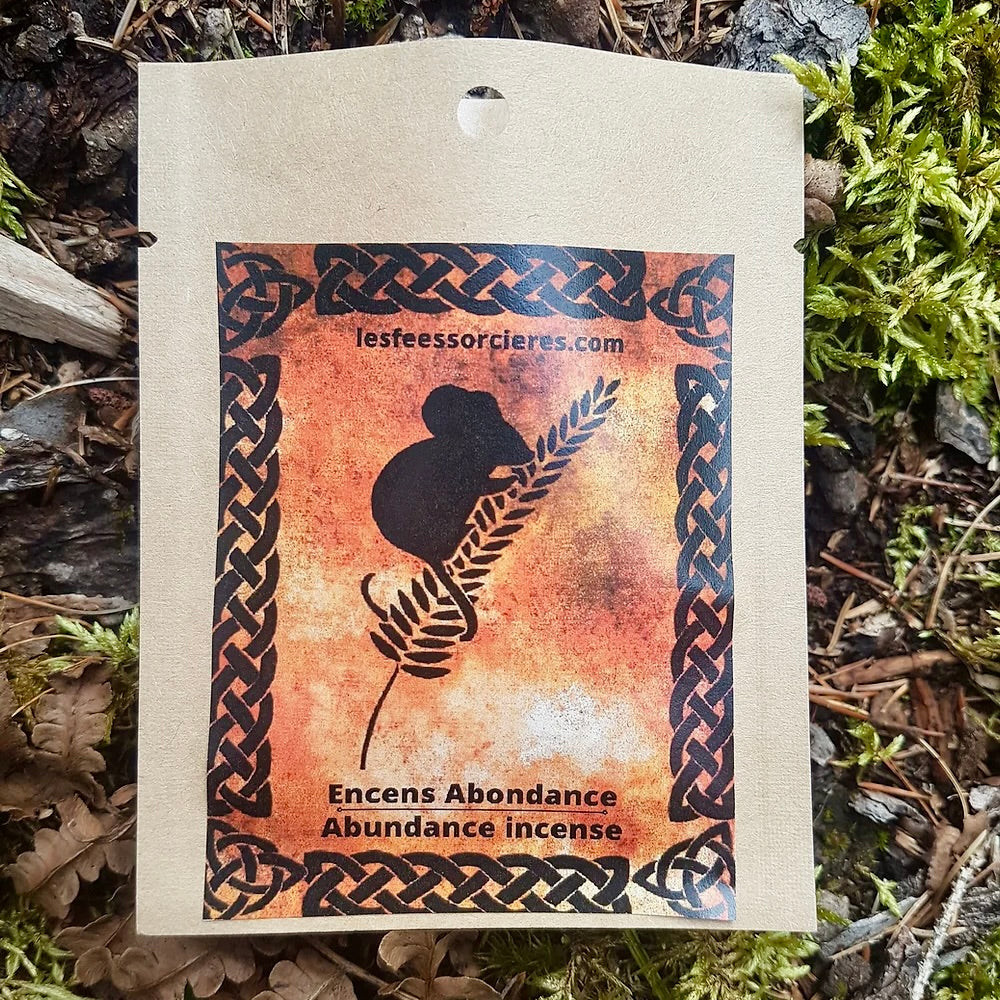 lesfeessorcieres.com
Encens Abondance
Abundance incense